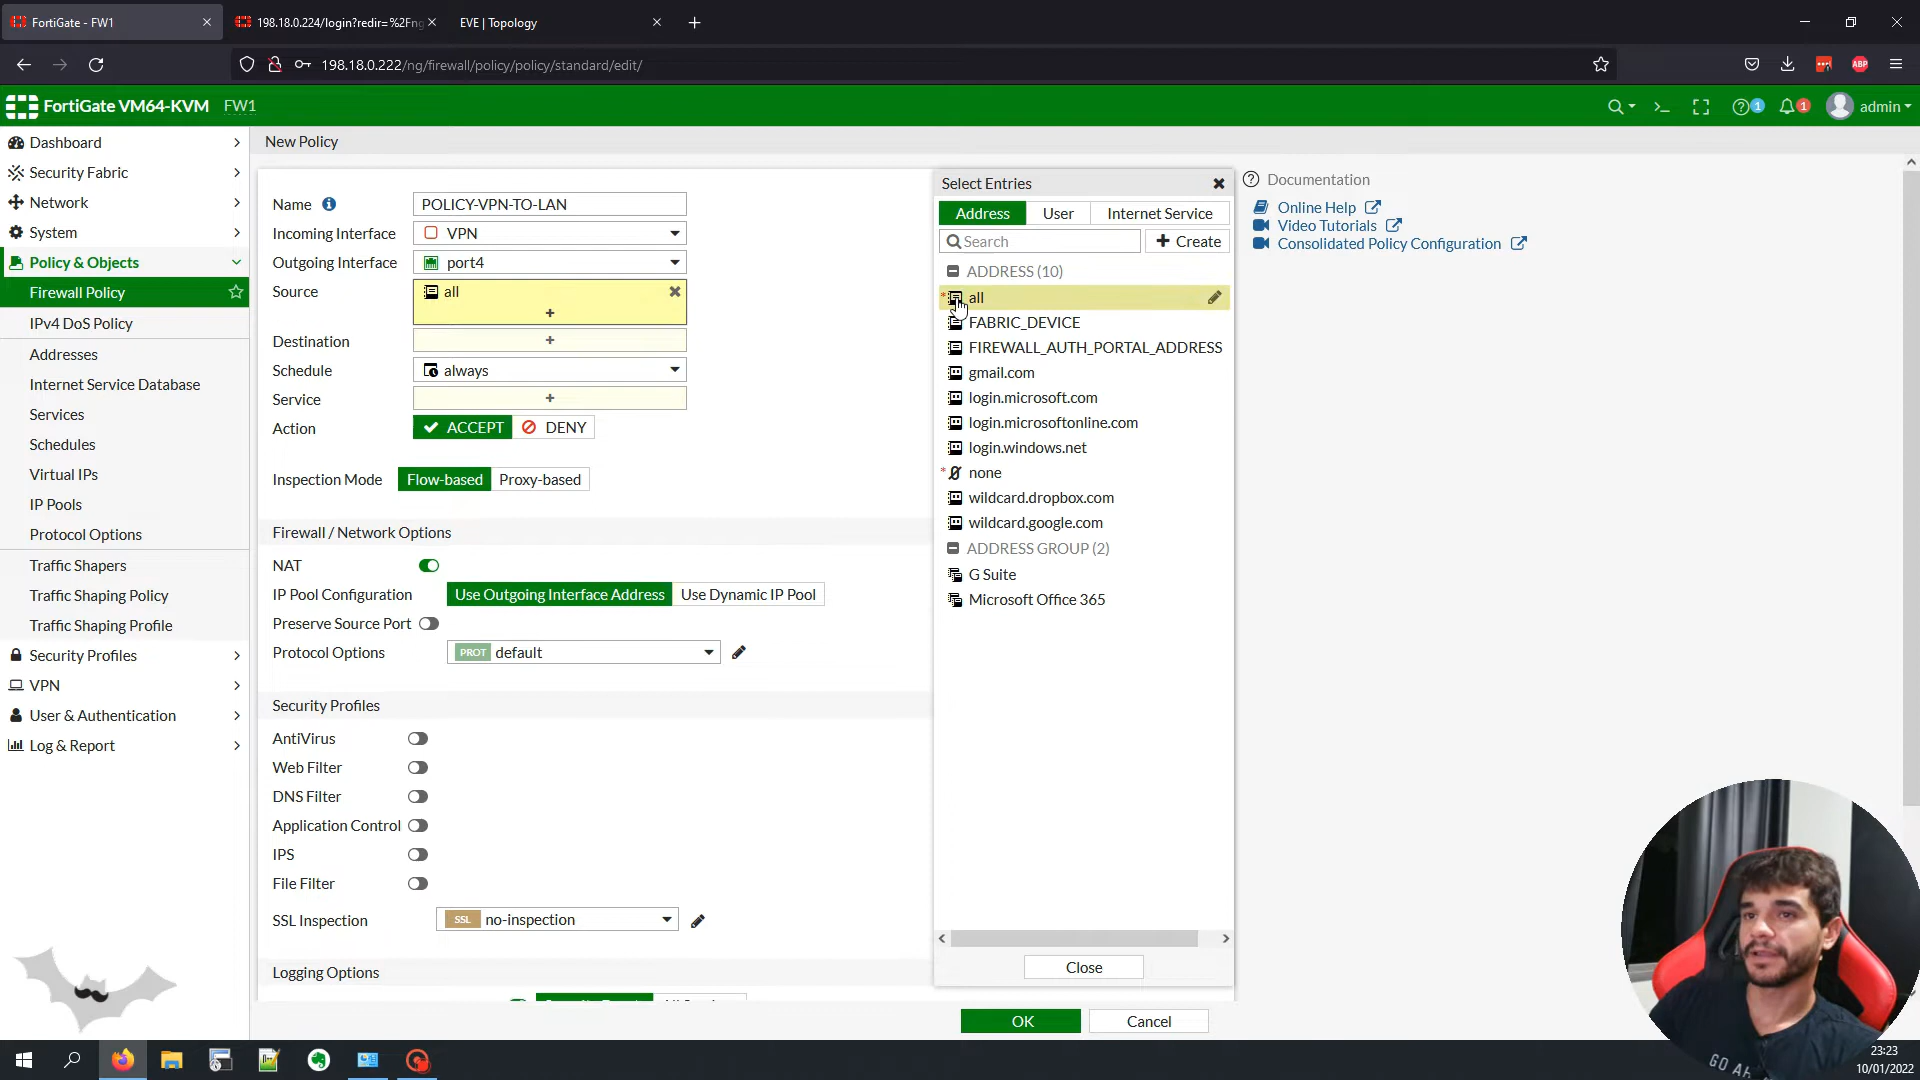 FortiGate - FW1
198.18.0.224/login?redir=%2Fng
EVE | Topology
198.18.0.222/ng/firewall/policy/policy/standard/edit/
ABP
FortiGate VM64-KVM FW1
1
1
admin
Dashboard
Security Fabric
Network
System
Policy & Objects
Firewall Policy
IPv4 DoS Policy
Addresses
Internet Service Database
Services
Schedules
Virtual IPs
IP Pools
Protocol Options
Traffic Shapers
Traffic Shaping Policy
Traffic Shaping Profile
Security Profiles
VPN
User & Authentication
Log & Report
New Policy
Name POLICY-VPN-TO-LAN
Incoming Interface VPN
Outgoing Interface port4
Source all
+
Destination +
Schedule always
Service +
Action ACCEPT DENY
Inspection Mode Flow-based Proxy-based
Firewall / Network Options
NAT
IP Pool Configuration Use Outgoing Interface Address Use Dynamic IP Pool
Preserve Source Port
Protocol Options PROT default
Security Profiles
AntiVirus
Web Filter
DNS Filter
Application Control
IPS
File Filter
SSL Inspection SSL no-inspection
Logging Options
Select Entries
Address User Internet Service
Search + Create
ADDRESS (10)
* all
FABRIC_DEVICE
FIREWALL_AUTH_PORTAL_ADDRESS
gmail.com
login.microsoft.com
login.microsoftonline.com
login.windows.net
* none
wildcard.dropbox.com
wildcard.google.com
ADDRESS GROUP (2)
G Suite
Microsoft Office 365
Close
OK Cancel
Documentation
Online Help
Video Tutorials
Consolidated Policy Configuration
23:23
10/01/2022